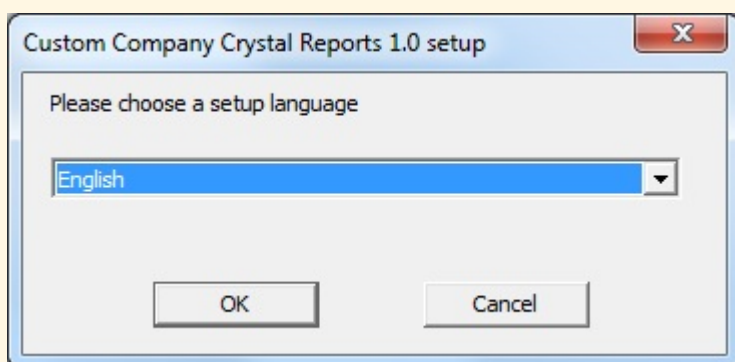 Custom Company Crystal Reports 1.0 setup
Please choose a setup language
English
OK Cancel